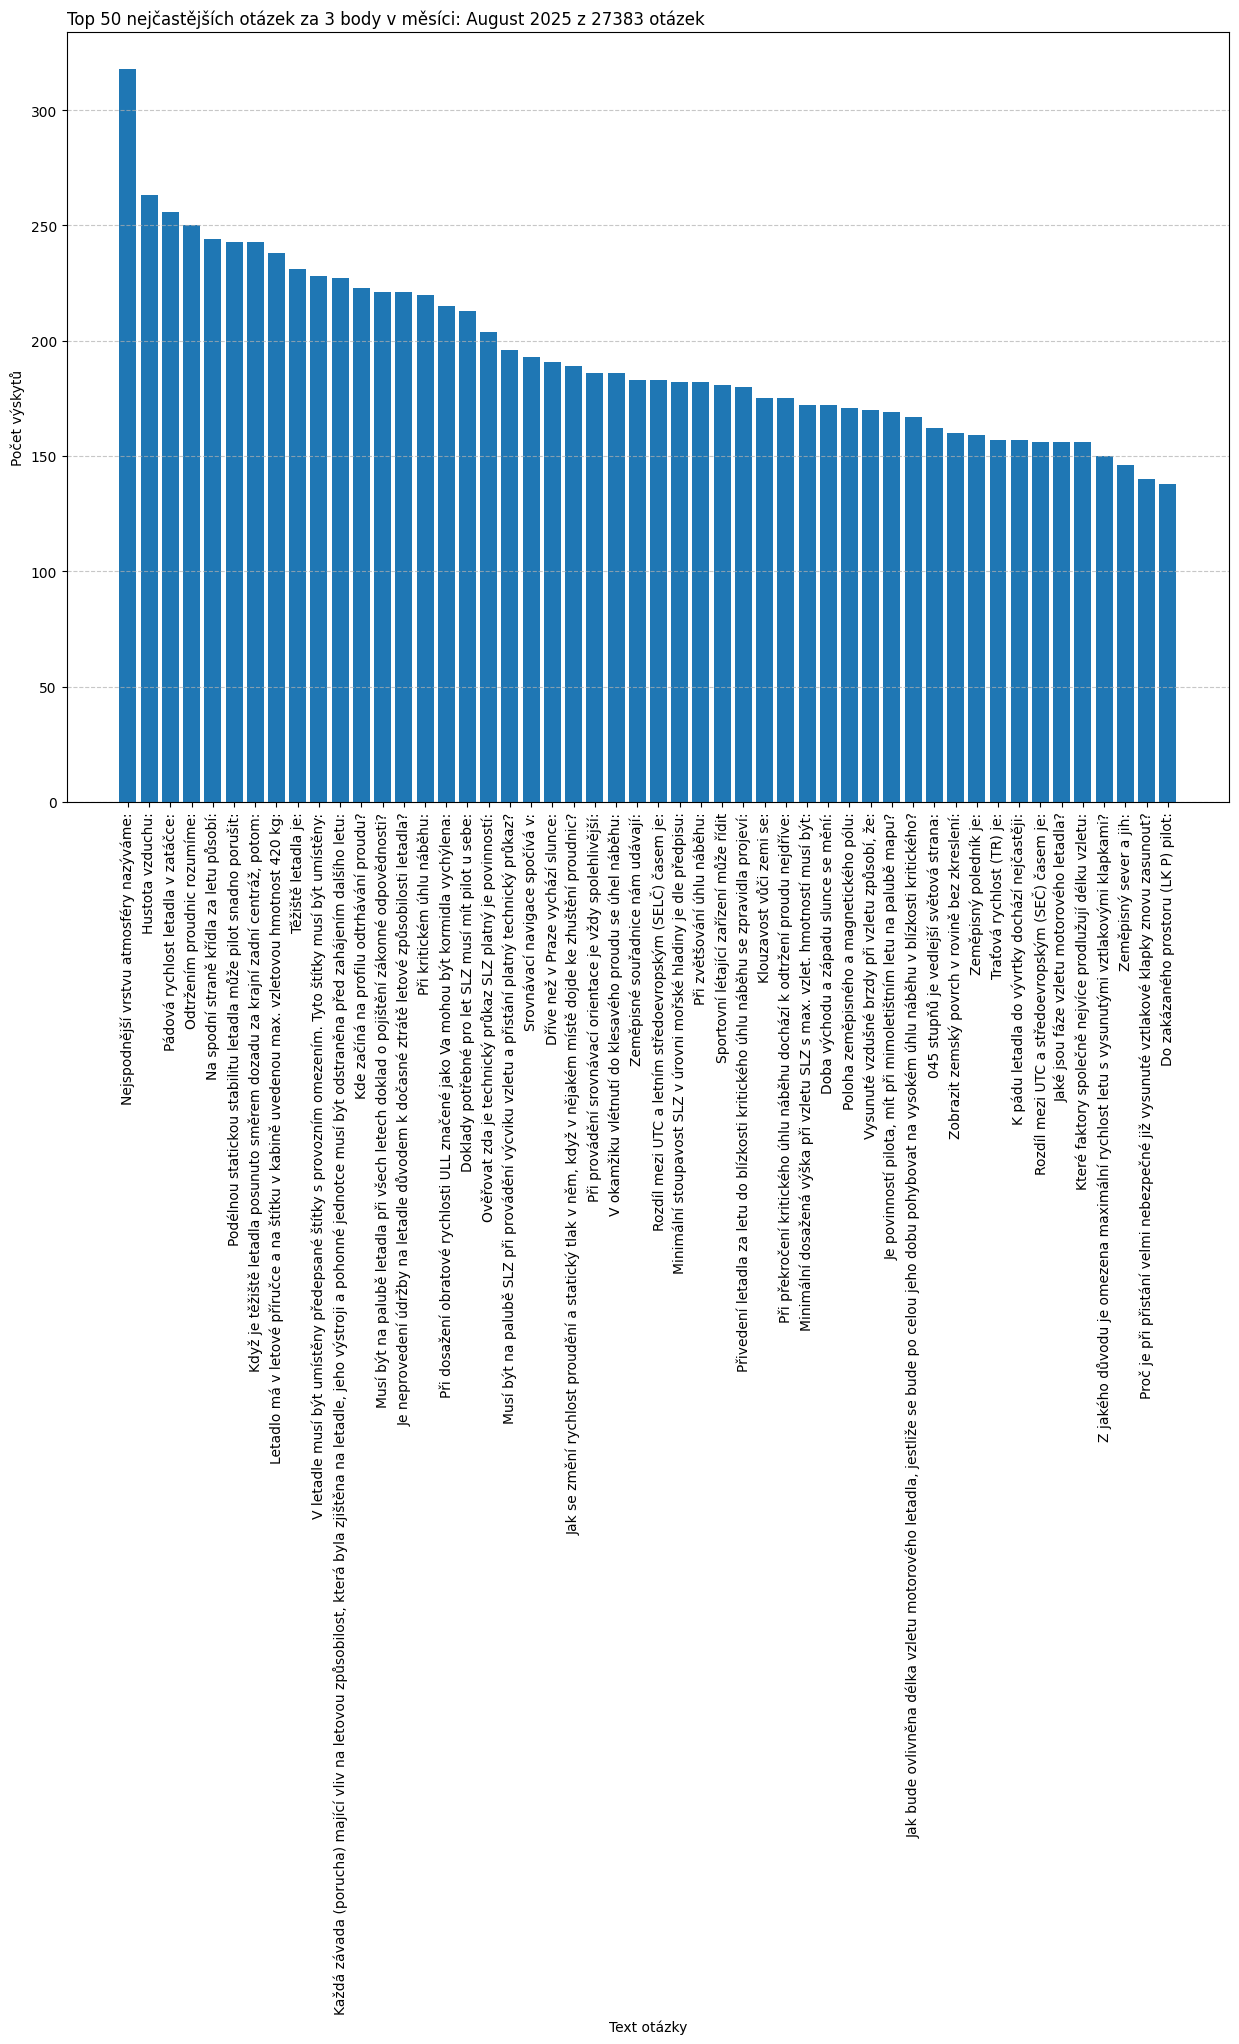 Top 50 nejčastějších otázek za 3 body v měsíci: August 2025 z 27383 otázek
Počet výskytů
300
250
200
150
100
50
0
Nejspodnější vrstvu atmosféry nazýváme:
Hustota vzduchu:
Pádová rychlost letadla v zatáčce:
Odtržením proudnic rozumíme:
Na spodní straně křídla za letu působí:
Podélnou statickou stabilitu letadla může pilot snadno porušit:
Když je těžiště letadla posunuto směrem dozadu za krajní zadní centráž, potom:
Letadlo má v letové příručce a na štítku v kabině uvedenou max. vzletovou hmotnost 420 kg:
Těžiště letadla je:
V letadle musí být umístěny předepsané štítky s provozním omezením. Tyto štítky musí být umístěny:
Každá závada (porucha) mající vliv na letovou způsobilost, která byla zjištěna na letadle, jeho výstroji a pohonné jednotce musí být odstraněna před zahájením dalšího letu:
Kde začíná na profilu odtrhávání proudu?
Musí být na palubě letadla při všech letech doklad o pojištění zákonné odpovědnosti?
Je neprovedení údržby na letadle důvodem k dočasné ztrátě letové způsobilosti letadla?
Při kritickém úhlu náběhu:
Při dosažení obratové rychlosti ULL značené jako Va mohou být kormidla vychýlena:
Doklady potřebné pro let SLZ musí mít pilot u sebe:
Ověřovat zda je technický průkaz SLZ platný je povinností:
Musí být na palubě SLZ při provádění výcviku vzletu a přistání platný technický průkaz?
Srovnávací navigace spočívá v:
Dříve než v Praze vychází slunce:
Jak se změní rychlost proudění a statický tlak v něm, když v nějakém místě dojde ke zhuštění proudnic?
Při provádění srovnávací orientace je vždy spolehlivější:
V okamžiku vlétnutí do klesavého proudu se úhel náběhu:
Zeměpisné souřadnice nám udávají:
Rozdíl mezi UTC a letním středoevropským (SELČ) časem je:
Minimální stoupavost SLZ v úrovni mořské hladiny je dle předpisu:
Při zvětšování úhlu náběhu:
Sportovní létající zařízení může řídit
Přivedení letadla za letu do blízkosti kritického úhlu náběhu se zpravidla projeví:
Klouzavost vůči zemi se:
Při překročení kritického úhlu náběhu dochází k odtržení proudu nejdříve:
Minimální dosažená výška při vzletu SLZ s max. vzlet. hmotností musí být:
Doba východu a západu slunce se mění:
Poloha zeměpisného a magnetického pólu:
Vysunuté vzdušné brzdy při vzletu způsobí, že:
Je povinností pilota, mít při mimoletištním letu na palubě mapu?
Jak bude ovlivněna délka vzletu motorového letadla, jestliže se bude po celou jeho dobu pohybovat na vysokém úhlu náběhu v blízkosti kritického?
045 stupňů je vedlejší světová strana:
Zobrazit zemský povrch v rovině bez zkreslení:
Zeměpisný poledník je:
Traťová rychlost (TR) je:
K pádu letadla do vývrtky dochází nejčastěji:
Rozdíl mezi UTC a středoevropským (SEČ) časem je:
Jaké jsou fáze vzletu motorového letadla?
Které faktory společně nejvíce prodlužují délku vzletu:
Z jakého důvodu je omezena maximální rychlost letu s vysunutými vztlakovými klapkami?
Zeměpisný sever a jih:
Proč je při přistání velmi nebezpečné již vysunuté vztlakové klapky znovu zasunout?
Do zakázaného prostoru (LK P) pilot:
Text otázky